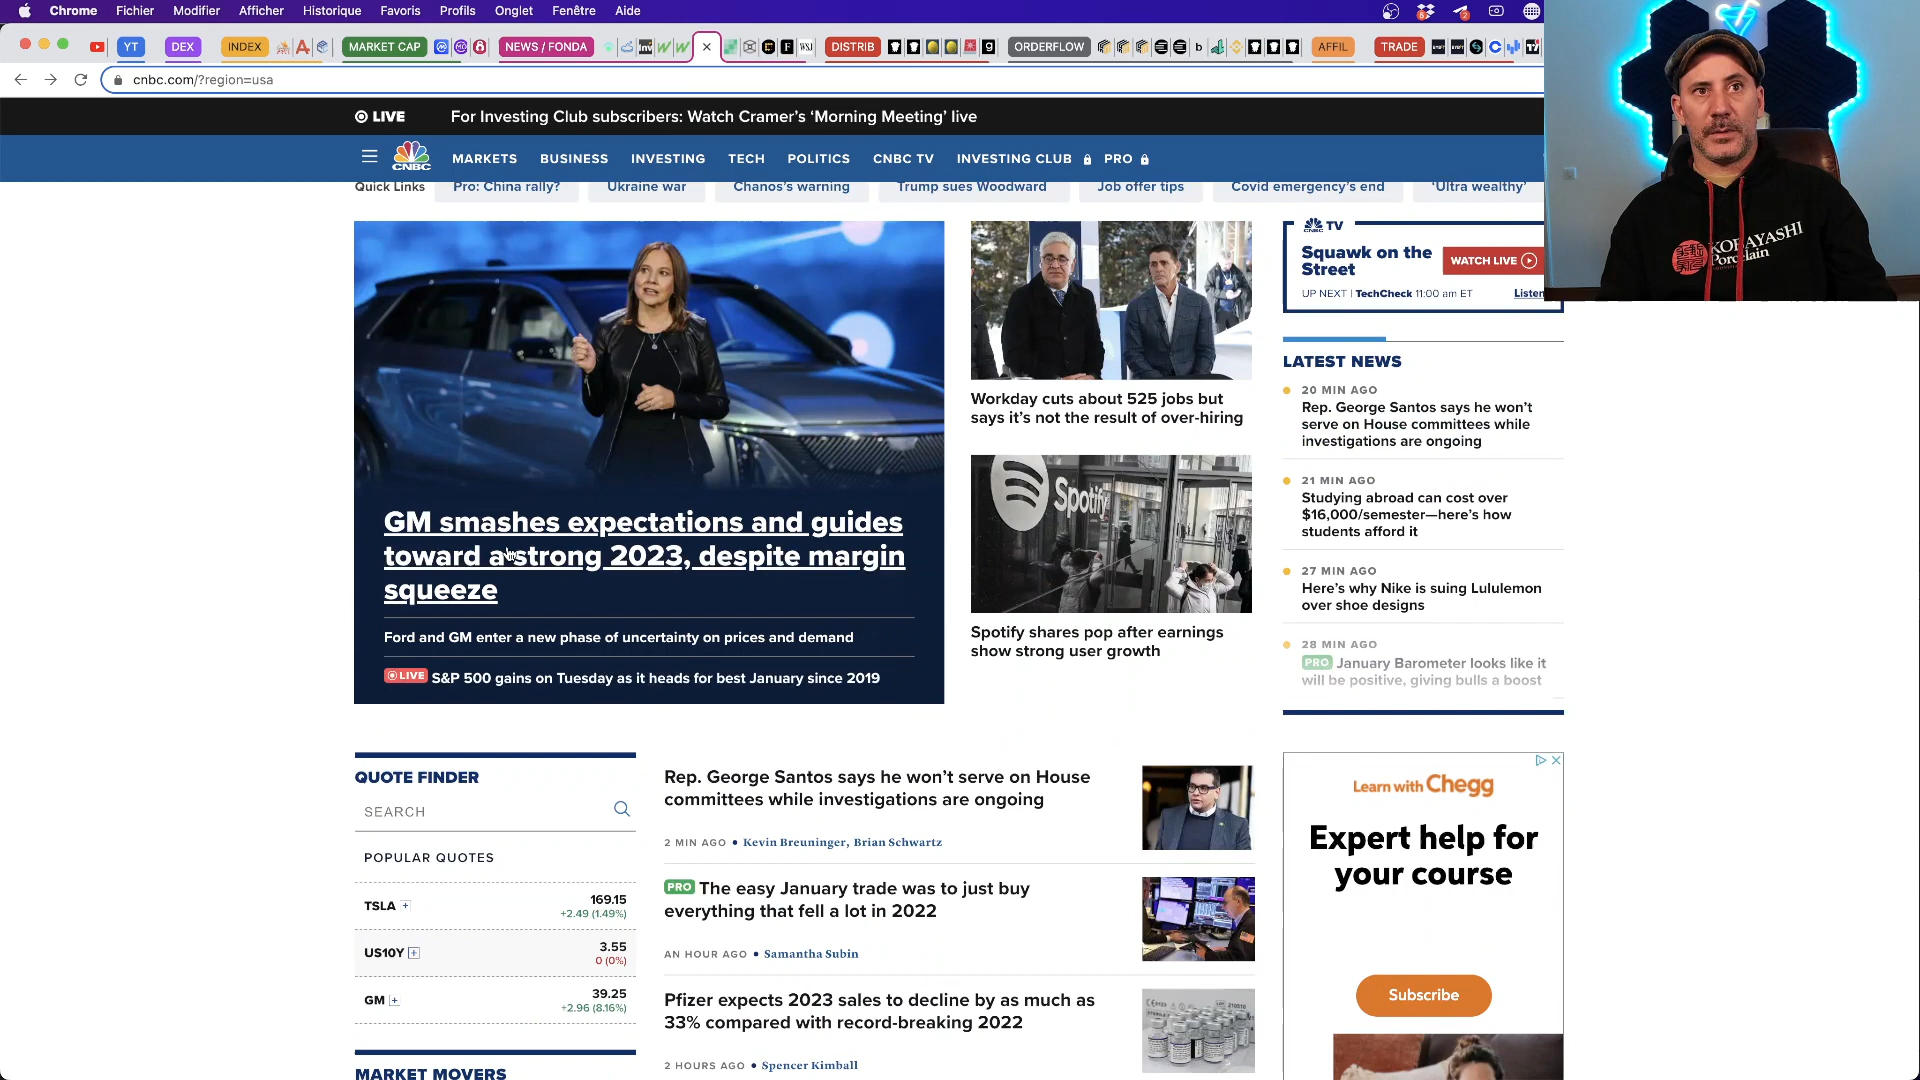 Chrome Fichier Modifier Afficher Historique Favoris Profils Onglet Fenêtre Aide
YT DEX INDEX MARKET CAP NEWS / FONDA DISTRIB ORDERFLOW AFFIL TRADE
cnbc.com/?region=usa
LIVE For Investing Club subscribers: Watch Cramer's 'Morning Meeting' live
CNBC MARKETS BUSINESS INVESTING TECH POLITICS CNBC TV INVESTING CLUB PRO
Quick Links Pro: China rally? Ukraine war Chanos's warning Trump sues Woodward Job offer tips Covid emergency's end 'Ultra wealthy'
GM smashes expectations and guides
toward a strong 2023, despite margin
squeeze
Ford and GM enter a new phase of uncertainty on prices and demand
LIVE S&P 500 gains on Tuesday as it heads for best January since 2019
Workday cuts about 525 jobs but
says it's not the result of over-hiring
Spotify
Spotify shares pop after earnings
show strong user growth
CNBC TV
Squawk on the
Street
WATCH LIVE
UP NEXT | TechCheck 11:00 am ET Listen
LATEST NEWS
20 MIN AGO
Rep. George Santos says he won't
serve on House committees while
investigations are ongoing
21 MIN AGO
Studying abroad can cost over
$16,000/semester—here's how
students afford it
27 MIN AGO
Here's why Nike is suing Lululemon
over shoe designs
28 MIN AGO
PRO January Barometer looks like it
will be positive, giving bulls a boost
QUOTE FINDER
SEARCH
POPULAR QUOTES
TSLA 169.15
+2.49 (1.49%)
US10Y 3.55
0 (0%)
GM 39.25
+2.96 (8.16%)
MARKET MOVERS
Rep. George Santos says he won't serve on House
committees while investigations are ongoing
2 MIN AGO • Kevin Breuninger, Brian Schwartz
PRO The easy January trade was to just buy
everything that fell a lot in 2022
AN HOUR AGO • Samantha Subin
Pfizer expects 2023 sales to decline by as much as
33% compared with record-breaking 2022
2 HOURS AGO • Spencer Kimball
Learn with Chegg
Expert help for
your course
Subscribe
KOBAYASHI
Porcelain